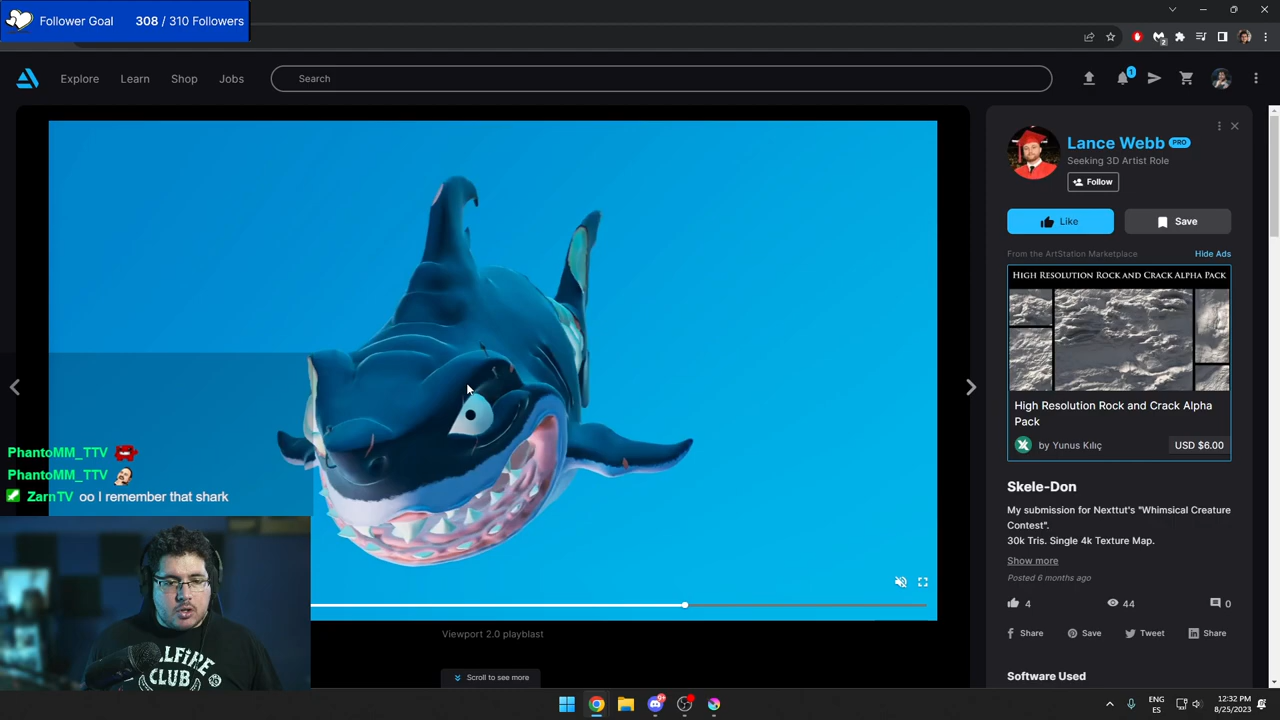 Follower Goal 308 / 310 Followers
Explore Learn Shop Jobs Search 1
2
Lance Webb PRO
Seeking 3D Artist Role
Follow
Like Save
From the ArtStation Marketplace Hide Ads
HIGH RESOLUTION ROCK AND CRACK ALPHA PACK
High Resolution Rock and Crack Alpha
Pack
by Yunus Kılıç USD $6.00
Skele-Don
My submission for Nexttut's "Whimsical Creature
Contest".
30k Tris. Single 4k Texture Map.
Show more
Posted 6 months ago
4 44 0
Share Save Tweet Share
Software Used
PhantoMM_TTV
PhantoMM_TTV
ZarnTV oo I remember that shark
Viewport 2.0 playblast
Scroll to see more
HELLFIRE
CLUB
9+
ENG
ES
12:32 PM
8/25/2023